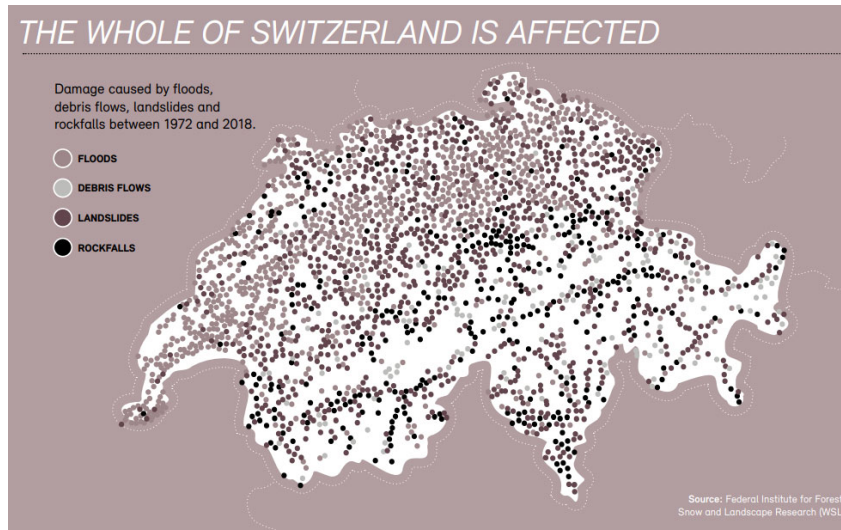 THE WHOLE OF SWITZERLAND IS AFFECTED
Damage caused by floods,
debris flows, landslides and
rockfalls between 1972 and 2018.
FLOODS
DEBRIS FLOWS
LANDSLIDES
ROCKFALLS
Source: Federal Institute for Forest
Snow and Landscape Research (WSL